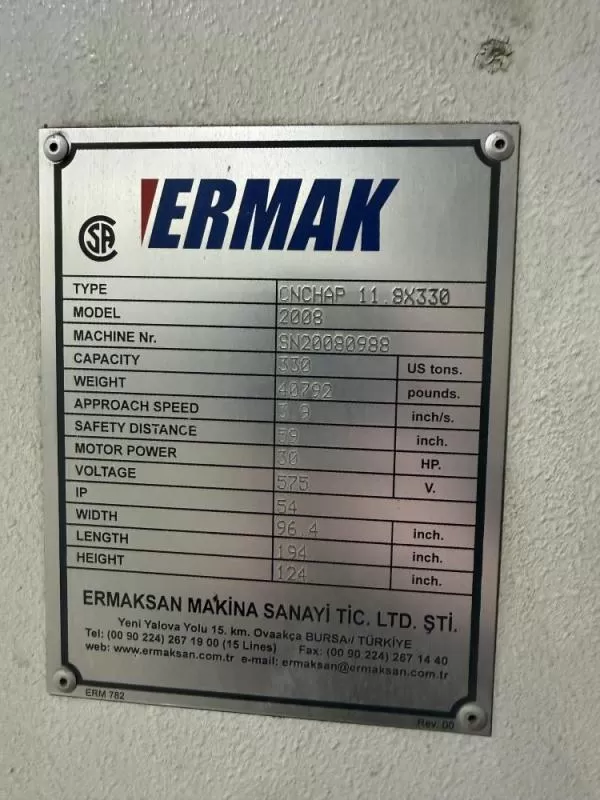 SA
ERMAK
TYPE CNCHAP 11.8X330
MODEL 2008
MACHINE Nr. SN20080988
CAPACITY 330 US tons.
WEIGHT 40792 pounds.
APPROACH SPEED 3.9 inch/s.
SAFETY DISTANCE 59 inch.
MOTOR POWER 30 HP.
VOLTAGE 575 V.
IP 54
WIDTH 96.4 inch.
LENGTH 194 inch.
HEIGHT 124 inch.
ERMAKSAN MAKİNA SANAYİ TİC. LTD. ŞTİ.
Yeni Yalova Yolu 15. km. Ovaakça BURSA / TÜRKİYE
Tel: (00 90 224) 267 19 00 (15 Lines) Fax: (00 90 224) 267 14 40
web: www.ermaksan.com.tr e-mail: ermaksan@ermaksan.com.tr
ERM 782 Rev. 00